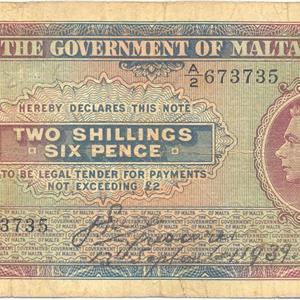 THE GOVERNMENT OF MALTA
A/2 673735
HEREBY DECLARES THIS NOTE
TWO SHILLINGS
SIX PENCE
TO BE LEGAL TENDER FOR PAYMENTS
NOT EXCEEDING £2.
3735
1939